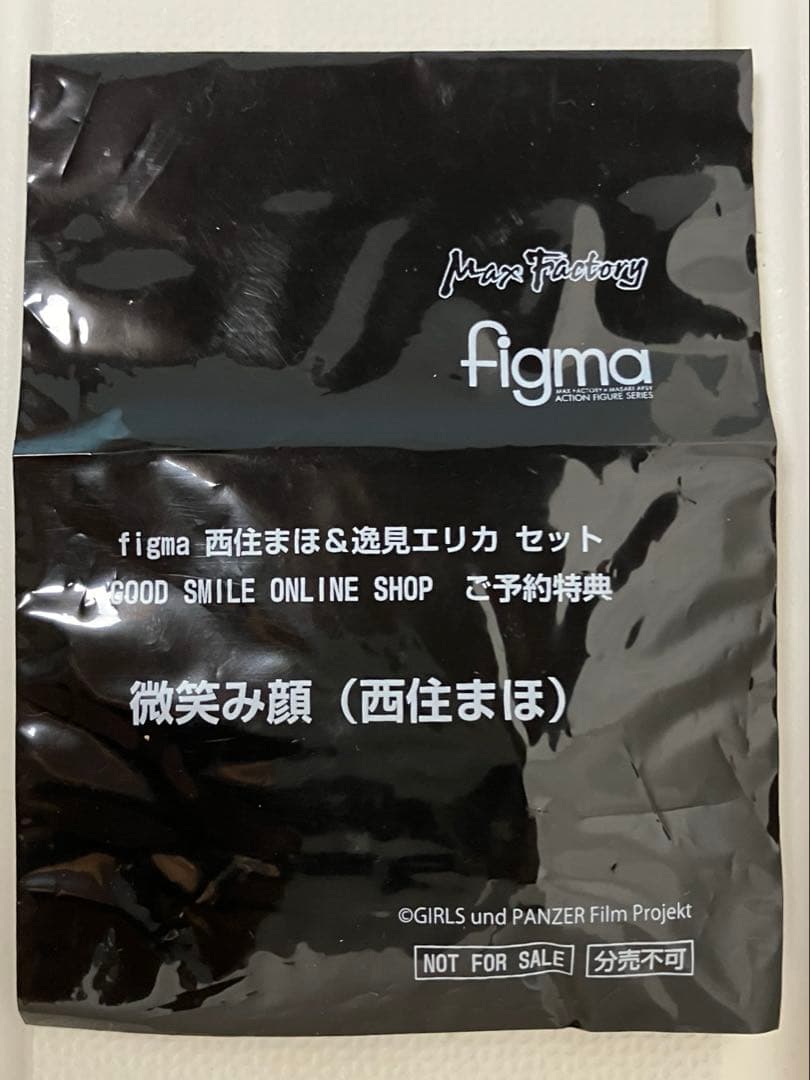 Max Factory
figma
MAX FACTORY × MASAKI APSY
ACTION FIGURE SERIES
figma 西住まほ&逸見エリカ セット
GOOD SMILE ONLINE SHOP ご予約特典
微笑み顔（西住まほ）
©GIRLS und PANZER Film Projekt
NOT FOR SALE 分売不可